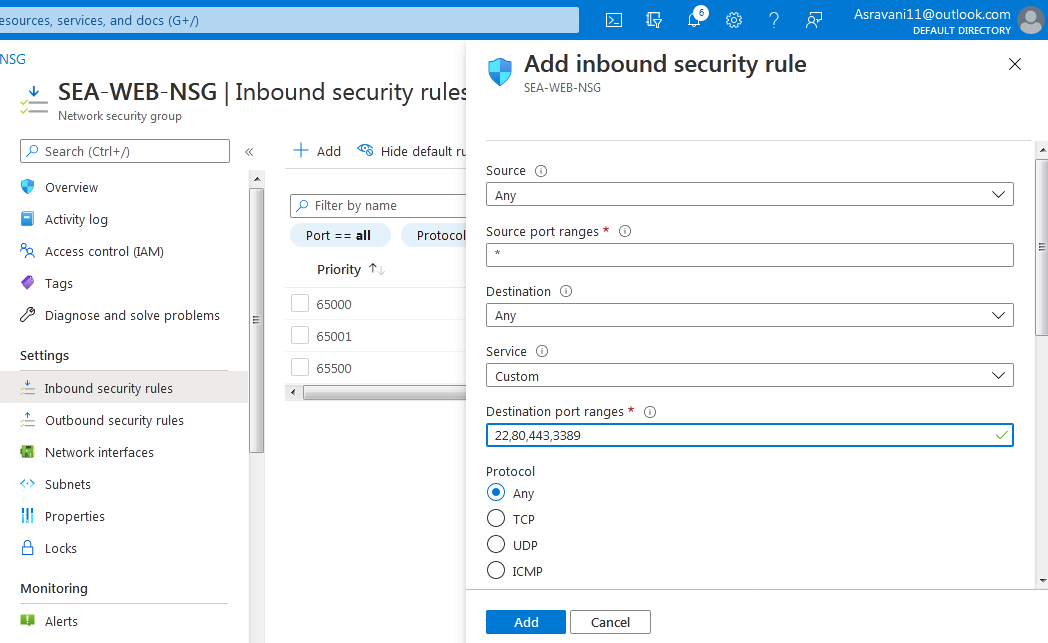 esources, services, and docs (G+/)
6
Asravani11@outlook.com
DEFAULT DIRECTORY
NSG
SEA-WEB-NSG | Inbound security rules
Network security group
Search (Ctrl+/)
«
Overview
Activity log
Access control (IAM)
Tags
Diagnose and solve problems
Settings
Inbound security rules
Outbound security rules
Network interfaces
Subnets
Properties
Locks
Monitoring
Alerts
Add
Hide default ru
Filter by name
Port == all
Protocol
Priority
65000
65001
65500
Add inbound security rule
SEA-WEB-NSG
Source
Any
Source port ranges *
*
Destination
Any
Service
Custom
Destination port ranges *
22,80,443,3389
Protocol
Any
TCP
UDP
ICMP
Add
Cancel